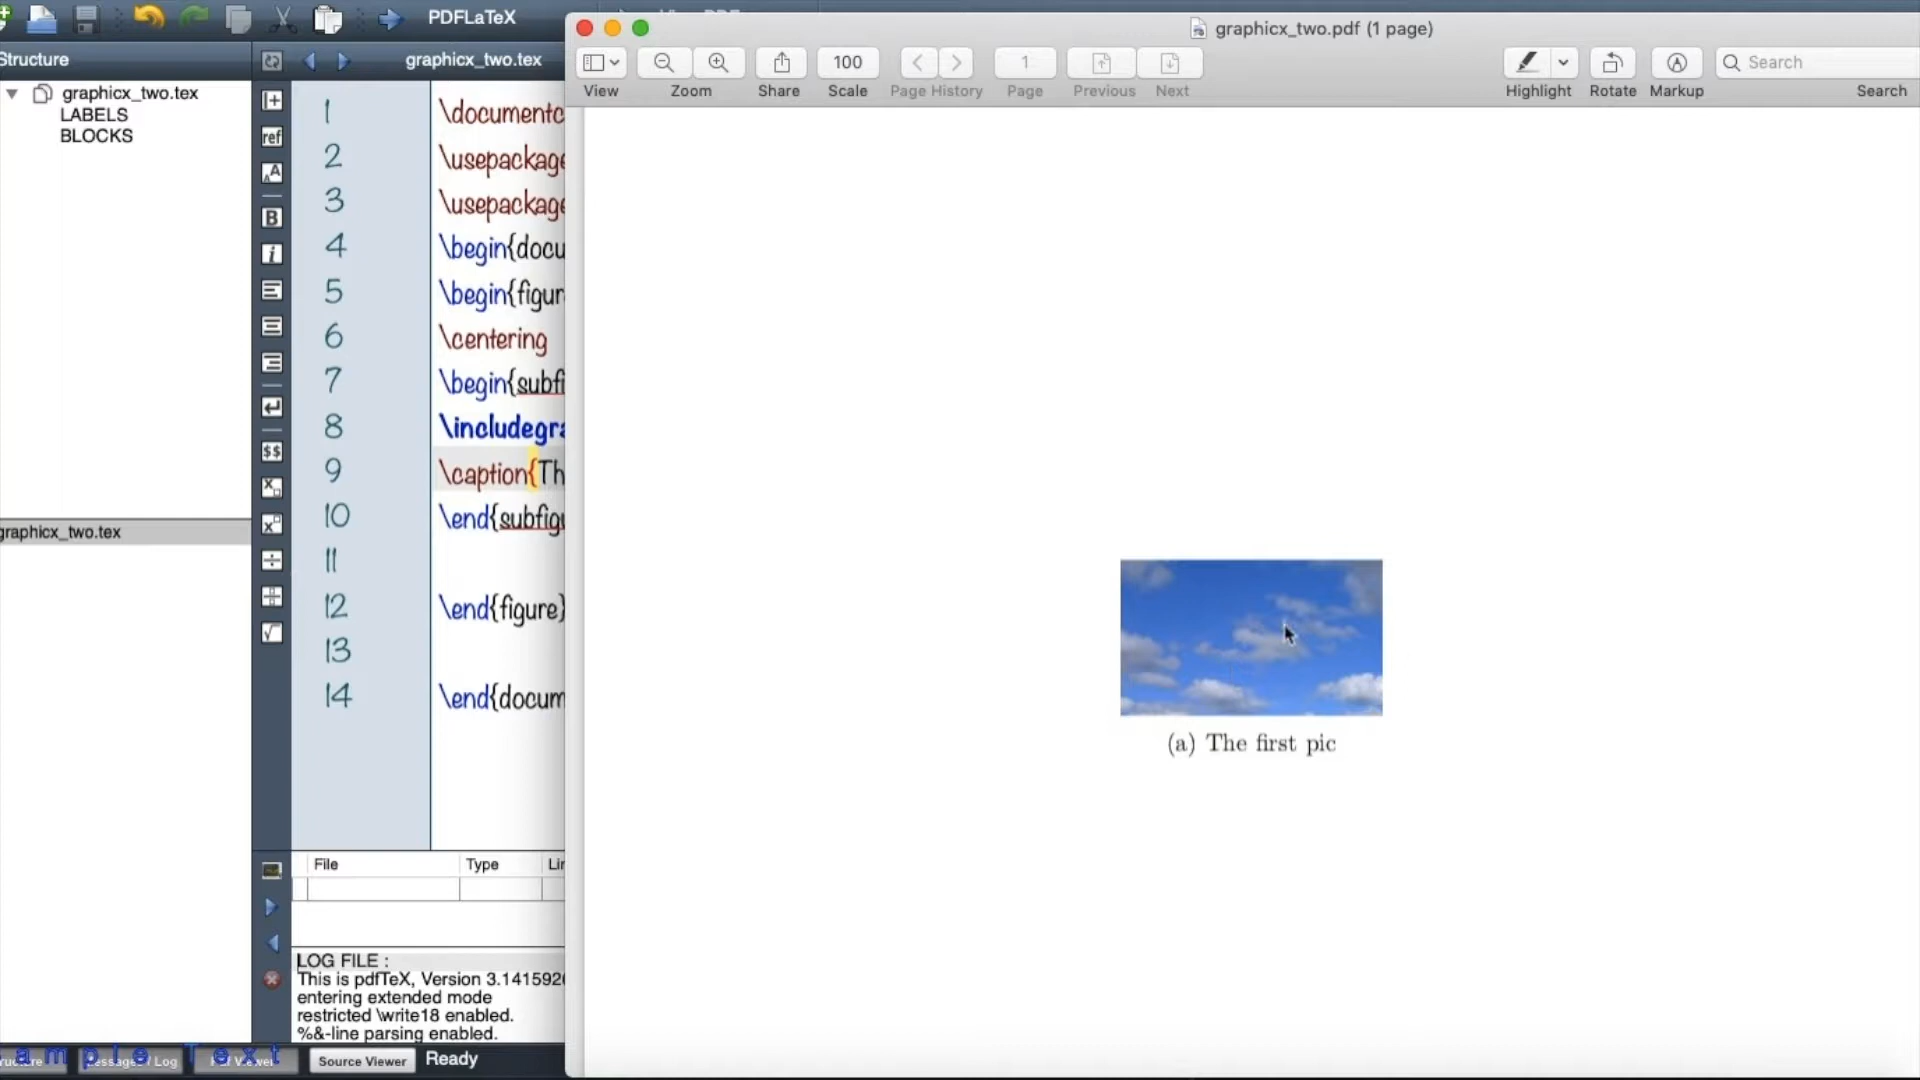 PDFLaTeX
Structure
graphicx_two.tex
graphicx_two.tex
LABELS
BLOCKS
graphicx_two.tex
1 \documentc
2 \usepackage
3 \usepackage
4 \begin{docu
5 \begin{figur
6 \centering
7 \begin{subfi
8 \includegra
9 \caption{Th
10 \end{subfigu
11
12 \end{figure}
13
14 \end{docum
File Type Lin
LOG FILE :
This is pdfTeX, Version 3.1415926
entering extended mode
restricted \write18 enabled.
%&-line parsing enabled.
Source Viewer Ready
graphicx_two.pdf (1 page)
100
1
Search
View Zoom Share Scale Page History Page Previous Next Highlight Rotate Markup Search
(a) The first pic